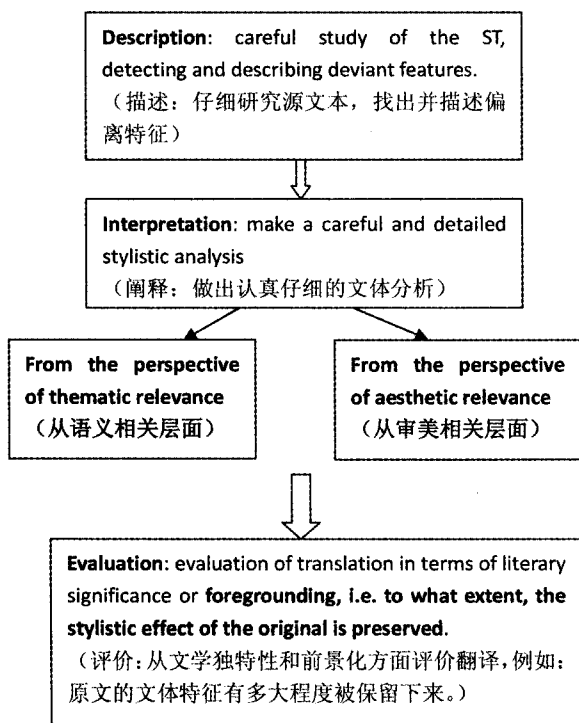 Description: careful study of the ST,
detecting and describing deviant features.
（描述：仔细研究源文本，找出并描述偏
离特征）
Interpretation: make a careful and detailed
stylistic analysis
（阐释：做出认真仔细的文体分析）
From the perspective
of thematic relevance
（从语义相关层面）
From the perspective
of aesthetic relevance
（从审美相关层面）
Evaluation: evaluation of translation in terms of literary
significance or foregrounding, i.e. to what extent, the
stylistic effect of the original is preserved.
（评价：从文学独特性和前景化方面评价翻译，例如：
原文的文体特征有多大程度被保留下来。）